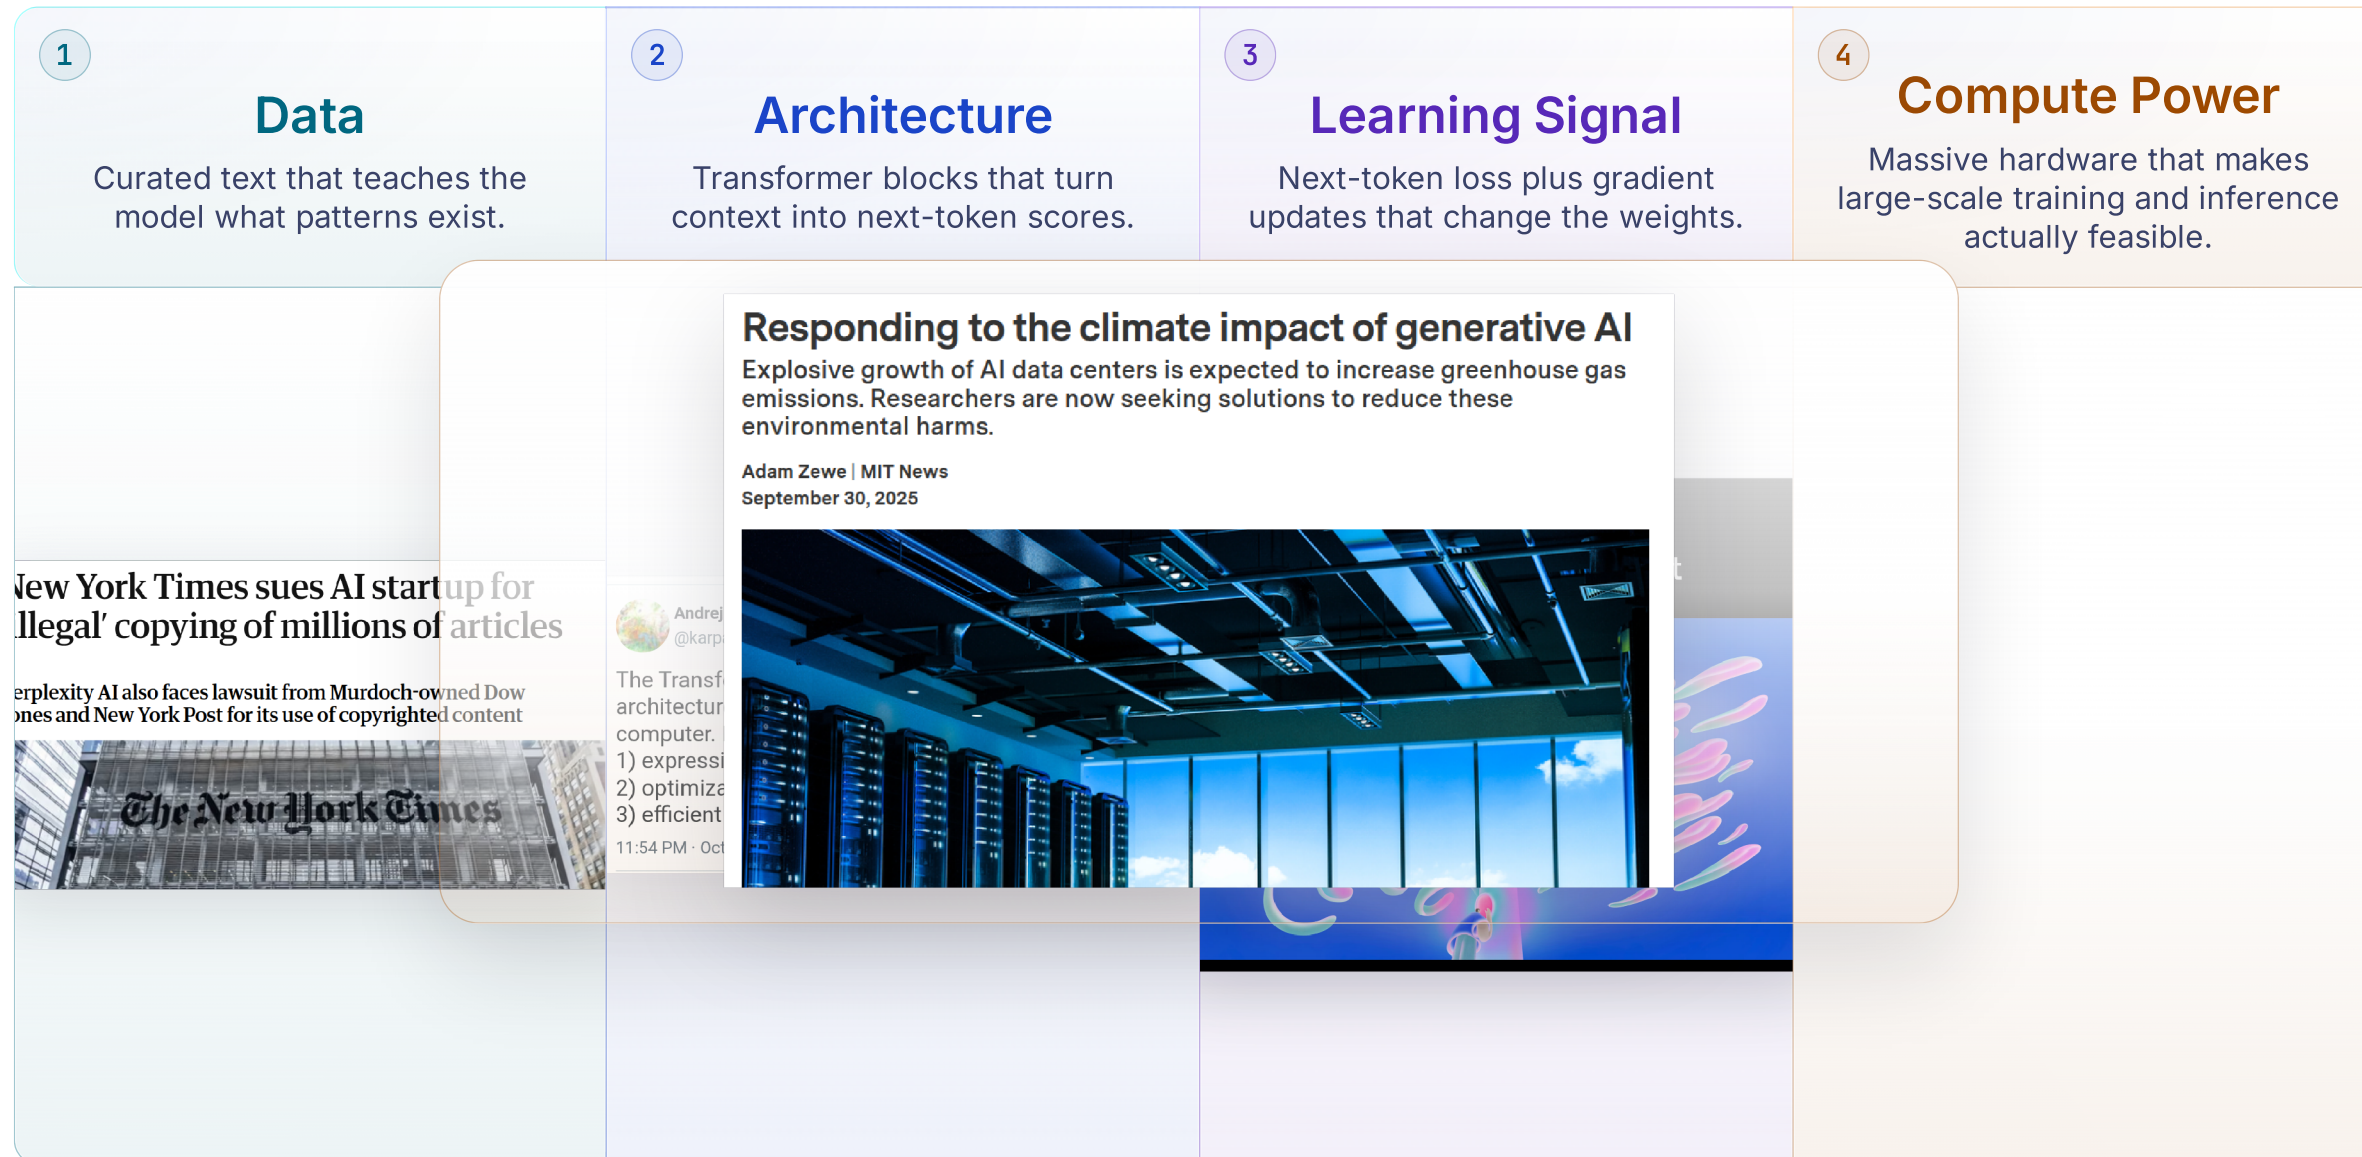 1
Data
Curated text that teaches the
model what patterns exist.
2
Architecture
Transformer blocks that turn
context into next-token scores.
3
Learning Signal
Next-token loss plus gradient
updates that change the weights.
4
Compute Power
Massive hardware that makes
large-scale training and inference
actually feasible.
New York Times sues AI startup for
illegal' copying of millions of articles
erplexity AI also faces lawsuit from Murdoch-owned Dow
ones and New York Post for its use of copyrighted content
The New York Times
Andrej
@karp
The Transf
architectur
computer.
1) expressi
2) optimiza
3) efficient
11:54 PM · Oct
Responding to the climate impact of generative AI
Explosive growth of AI data centers is expected to increase greenhouse gas
emissions. Researchers are now seeking solutions to reduce these
environmental harms.
Adam Zewe | MIT News
September 30, 2025
t